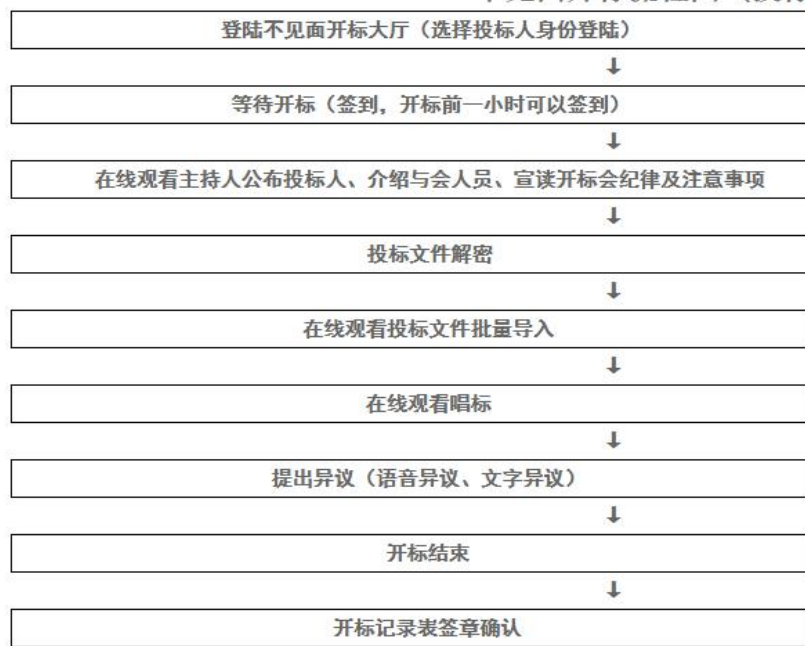 登陆不见面开标大厅（选择投标人身份登陆）
↓
等待开标（签到，开标前一小时可以签到）
↓
在线观看主持人公布投标人、介绍与会人员、宣读开标会纪律及注意事项
↓
投标文件解密
↓
在线观看投标文件批量导入
↓
在线观看唱标
↓
提出异议（语音异议、文字异议）
↓
开标结束
↓
开标记录表签章确认